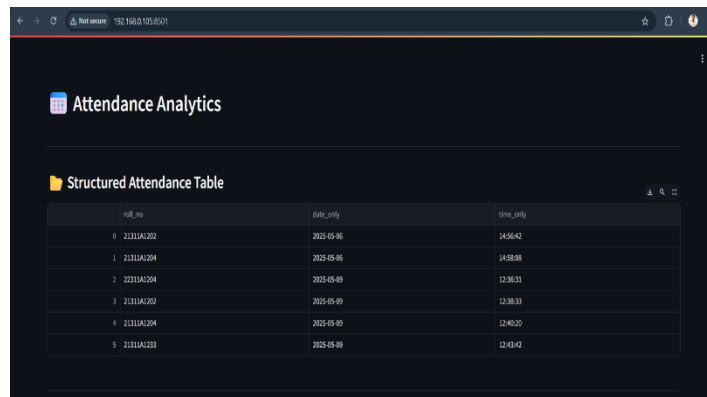 Not secure 192.168.0.105:8501
Attendance Analytics
Structured Attendance Table
roll_no date_only time_only
0 21311A1202 2025-05-06 14:56:42
1 21311A1204 2025-05-06 14:58:08
2 22311A1204 2025-05-09 12:36:31
3 21311A1202 2025-05-09 12:38:33
4 21311A1204 2025-05-09 12:40:20
5 21311A1233 2025-05-09 12:43:42